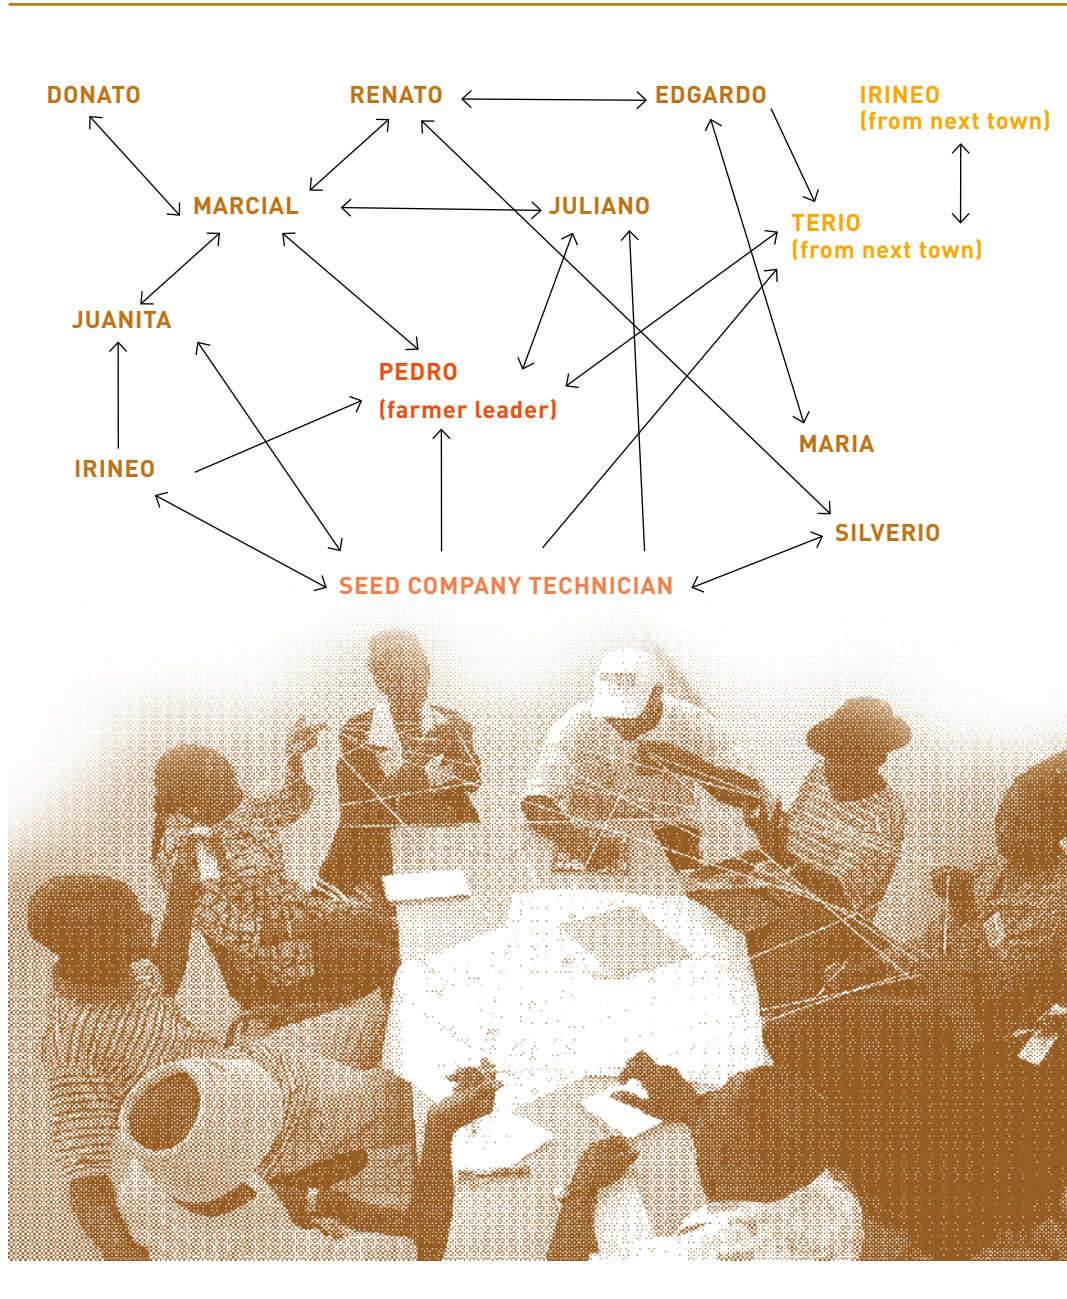 DONATO
RENATO
EDGARDO
IRINEO
(from next town)
MARCIAL
JULIANO
TERIO
(from next town)
JUANITA
PEDRO
(farmer leader)
MARIA
IRINEO
SILVERIO
SEED COMPANY TECHNICIAN